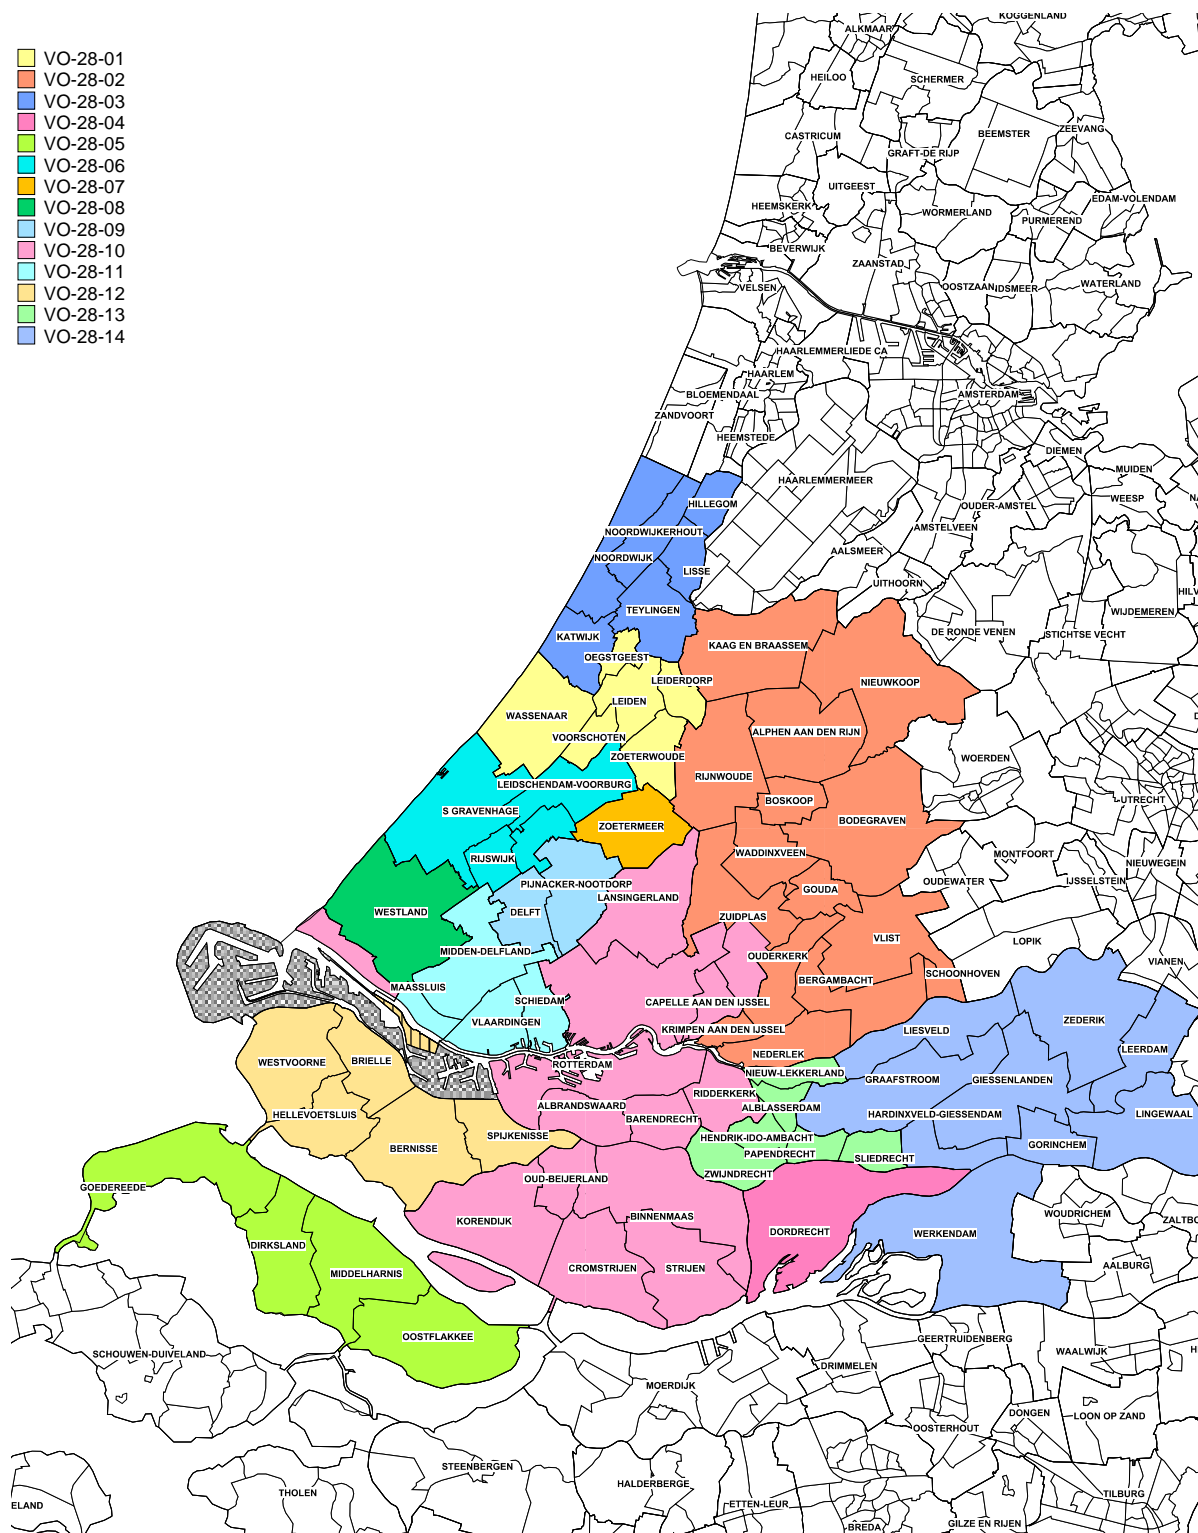 VO-28-01
VO-28-02
VO-28-03
VO-28-04
VO-28-05
VO-28-06
VO-28-07
VO-28-08
VO-28-09
VO-28-10
VO-28-11
VO-28-12
VO-28-13
VO-28-14
KOGGENLAND
ALKMAAR
HEILOO
SCHERMER
CASTRICUM
BEEMSTER
ZEEVANG
GRAFT-DE RIJP
UITGEEST
EDAM-VOLENDAM
HEEMSKERK
WORMERLAND
PURMEREND
BEVERWIJK
ZAANSTAD
VELSEN
OOSTZAAN
IDSMEER
WATERLAND
HAARLEMMERLIEDE CA
HAARLEM
BLOEMENDAAL
AMSTERDAM
ZANDVOORT
HEEMSTEDE
DIEMEN
MUIDEN
HAARLEMMERMEER
WEESP
NA
HILLEGOM
OUDER-AMSTEL
AMSTELVEEN
NOORDWIJKERHOUT
AALSMEER
NOORDWIJK
LISSE
UITHOORN
HILV
TEYLINGEN
WIJDEMEREN
KATWIJK
KAAG EN BRAASSEM
DE RONDE VENEN
STICHTSE VECHT
OEGSTGEEST
LEIDERDORP
NIEUWKOOP
LEIDEN
WASSENAAR
D
VOORSCHOTEN
ALPHEN AAN DEN RIJN
ZOETERWOUDE
WOERDEN
RIJNWOUDE
LEIDSCHENDAM-VOORBURG
BOSKOOP
UTRECHT
S GRAVENHAGE
ZOETERMEER
BODEGRAVEN
WADDINXVEEN
MONTFOORT
RIJSWIJK
NIEUWEGEIN
PIJNACKER-NOOTDORP
OUDEWATER
IJSSELSTEIN
GOUDA
LANSINGERLAND
WESTLAND
DELFT
ZUIDPLAS
VLIST
LOPIK
MIDDEN-DELFLAND
OUDERKERK
VIANEN
SCHOONHOVEN
BERGAMBACHT
MAASSLUIS
SCHIEDAM
CAPELLE AAN DEN IJSSEL
ZEDERIK
VLAARDINGEN
KRIMPEN AAN DEN IJSSEL
LIESVELD
LEERDAM
NEDERLEK
WESTVOORNE
BRIELLE
ROTTERDAM
NIEUW-LEKKERLAND
GRAAFSTROOM
GIESSENLANDEN
RIDDERKERK
ALBRANDSWAARD
ALBLASSERDAM
HELLEVOETSLUIS
BARENDRECHT
HARDINXVELD-GIESSENDAM
LINGEWAAL
SPIJKENISSE
HENDRIK-IDO-AMBACHT
BERNISSE
GORINCHEM
PAPENDRECHT
SLIEDRECHT
ZWIJNDRECHT
OUD-BEIJERLAND
GOEDEREEDE
WOUDRICHEM
BINNENMAAS
KORENDIJK
ZALTBO
DORDRECHT
WERKENDAM
DIRKSLAND
AALBURG
MIDDELHARNIS
CROMSTRIJEN
STRIJEN
OOSTFLAKKEE
GEERTRUIDENBERG
WAALWIJK
H
SCHOUWEN-DUIVELAND
DRIMMELEN
MOERDIJK
DONGEN
LOON OP ZAND
OOSTERHOUT
STEENBERGEN
HALDERBERGE
THOLEN
TILBURG
ELAND
ETTEN-LEUR
GILZE EN RIJEN
BREDA